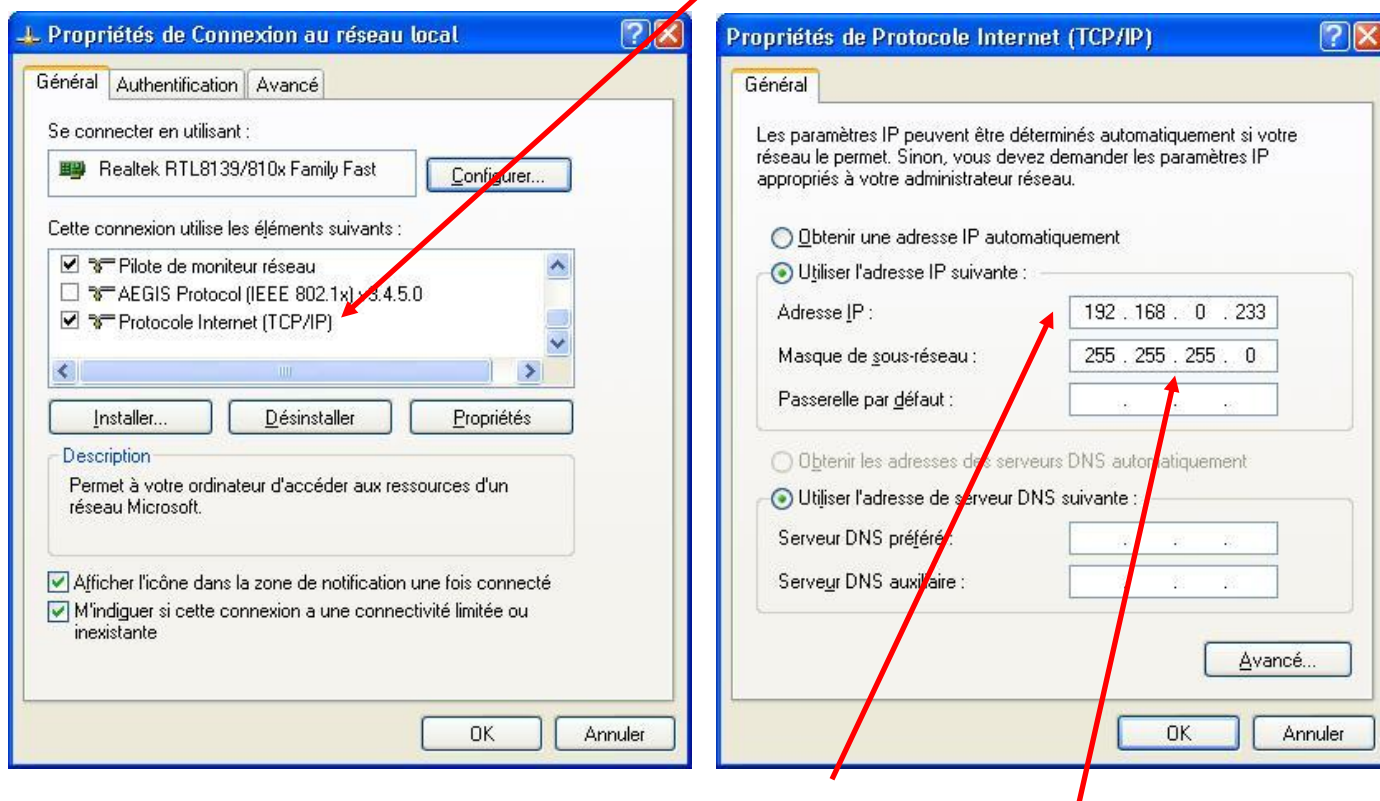 Propriétés de Connexion au réseau local
Général Authentification Avancé
Se connecter en utilisant :
Realtek RTL8139/810x Family Fast
Configurer...
Cette connexion utilise les éléments suivants :
Pilote de moniteur réseau
AEGIS Protocol (IEEE 802.1x) v3.4.5.0
Protocole Internet (TCP/IP)
Installer... Désinstaller Propriétés
Description
Permet à votre ordinateur d'accéder aux ressources d'un
réseau Microsoft.
Afficher l'icône dans la zone de notification une fois connecté
M'indiquer si cette connexion a une connectivité limitée ou
inexistante
OK Annuler
Propriétés de Protocole Internet (TCP/IP)
Général
Les paramètres IP peuvent être déterminés automatiquement si votre
réseau le permet. Sinon, vous devez demander les paramètres IP
appropriés à votre administrateur réseau.
Obtenir une adresse IP automatiquement
Utiliser l'adresse IP suivante :
Adresse IP : 192 . 168 . 0 . 233
Masque de sous-réseau : 255 . 255 . 255 . 0
Passerelle par défaut : . . .
Obtenir les adresses des serveurs DNS automatiquement
Utiliser l'adresse de serveur DNS suivante :
Serveur DNS préféré : . . .
Serveur DNS auxiliaire : . . .
Avancé...
OK Annuler